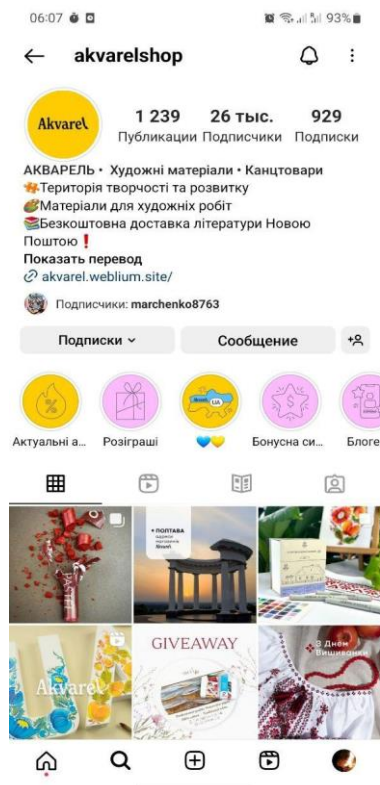 06:07
93%
akvarelshop
Akvarel
1 239 26 тыс. 929
Публикации Подписчики Подписки
АКВАРЕЛЬ • Художні матеріали • Канцтовари
Територія творчості та розвитку
Матеріали для художніх робіт
Безкоштовна доставка літератури Новою
Поштою❗
Показать перевод
akvarel.weblium.site/
Подписчики: marchenko8763
Подписки
Сообщение
Актуальні а...
Розіграші
💙💛
Бонусна си...
Блоге
UA
• ПОЛТАВА
Akvarel
GIVEAWAY
З Днем
Вишиванки